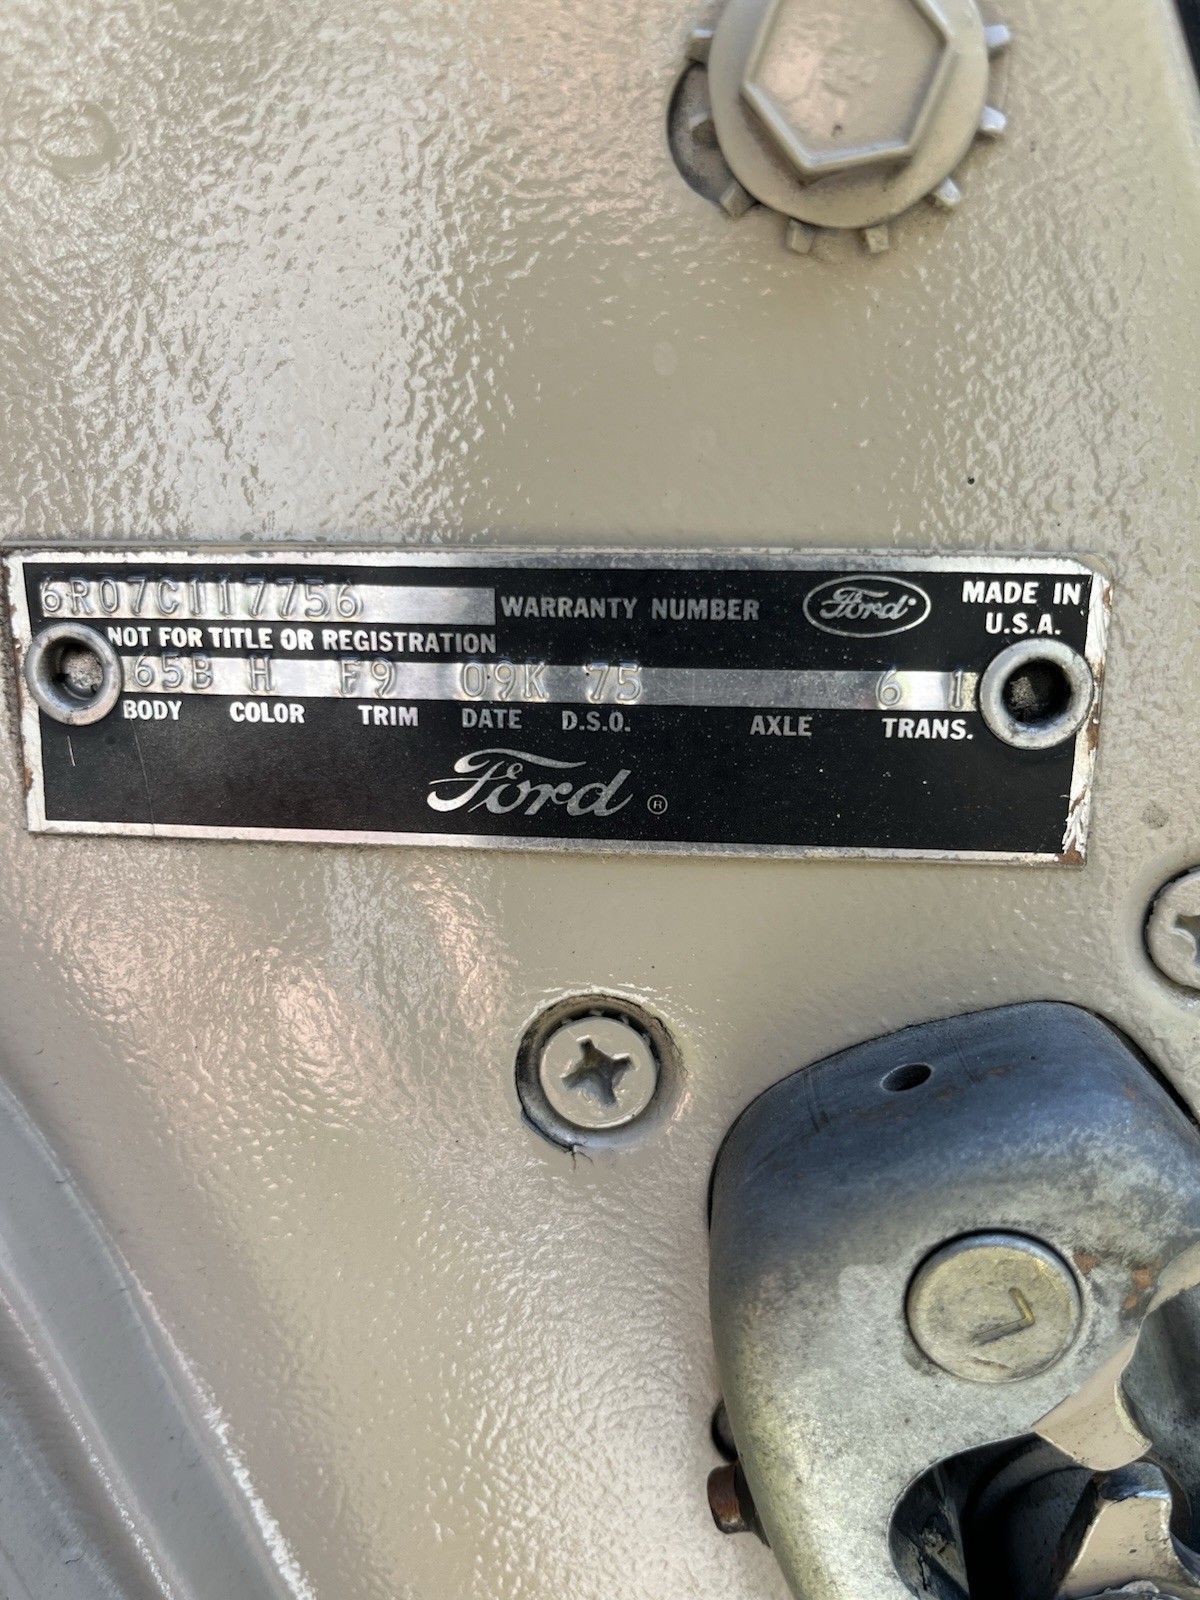 6R07C117756 WARRANTY NUMBER Ford MADE IN
U.S.A.
NOT FOR TITLE OR REGISTRATION
65B H F9 09K 75 6 1
BODY COLOR TRIM DATE D.S.O. AXLE TRANS.
Ford ®